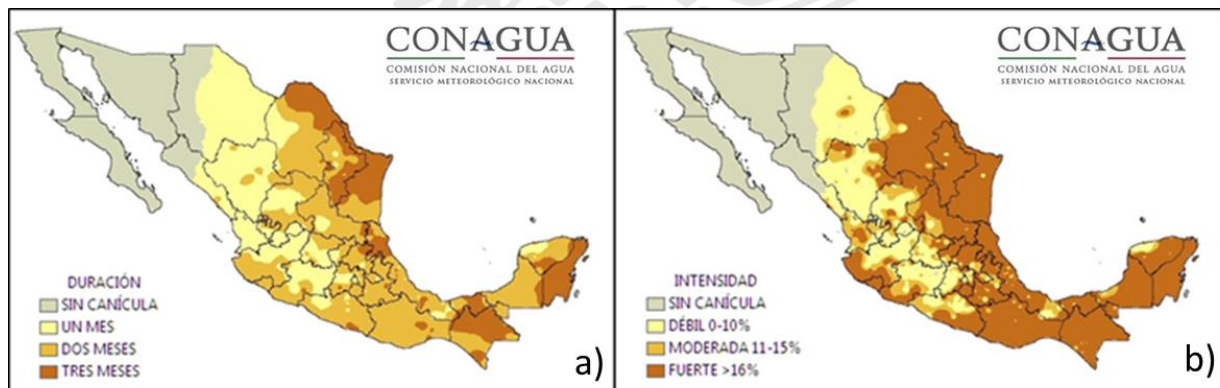 CONAGUA
COMISIÓN NACIONAL DEL AGUA
SERVICIO METEOROLÓGICO NACIONAL
DURACIÓN
SIN CANÍCULA
UN MES
DOS MESES
TRES MESES
a)
CONAGUA
COMISIÓN NACIONAL DEL AGUA
SERVICIO METEOROLÓGICO NACIONAL
INTENSIDAD
SIN CANÍCULA
DÉBIL 0-10%
MODERADA 11-15%
FUERTE >16%
b)